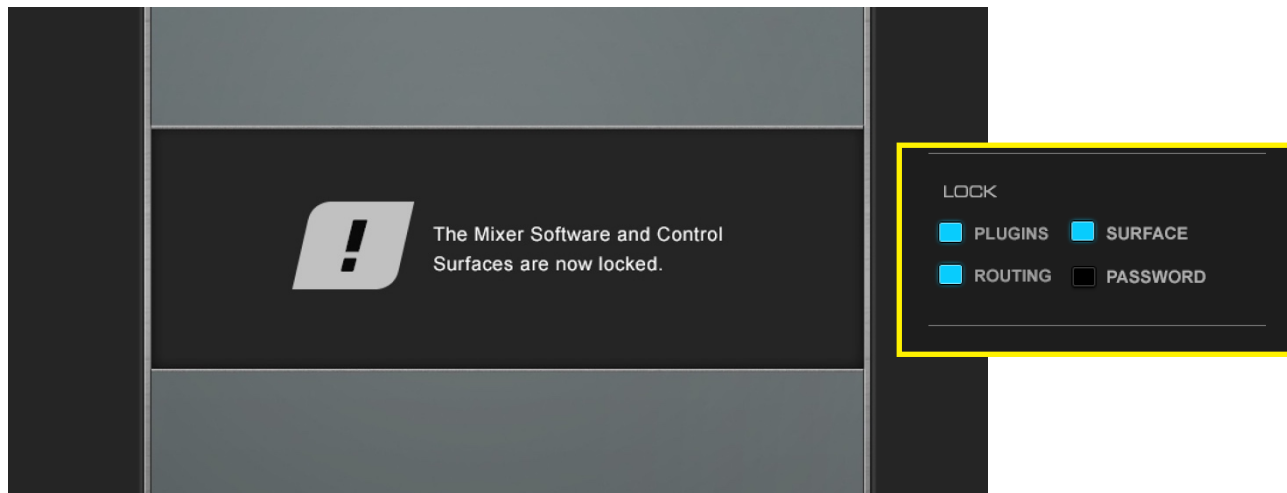 The Mixer Software and Control
Surfaces are now locked.
LOCK
PLUGINS SURFACE
ROUTING PASSWORD